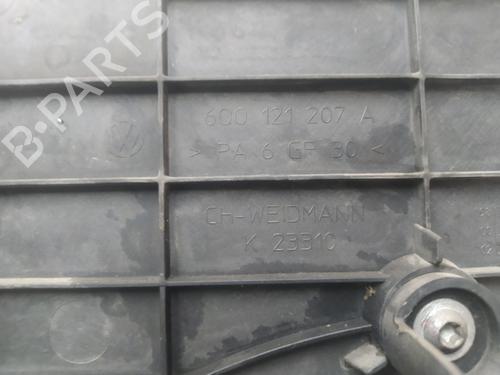 B-PARTS
6Q0 121 207 A
> PA 6 GF 30 <
CH-WEIDMANN
K 23310